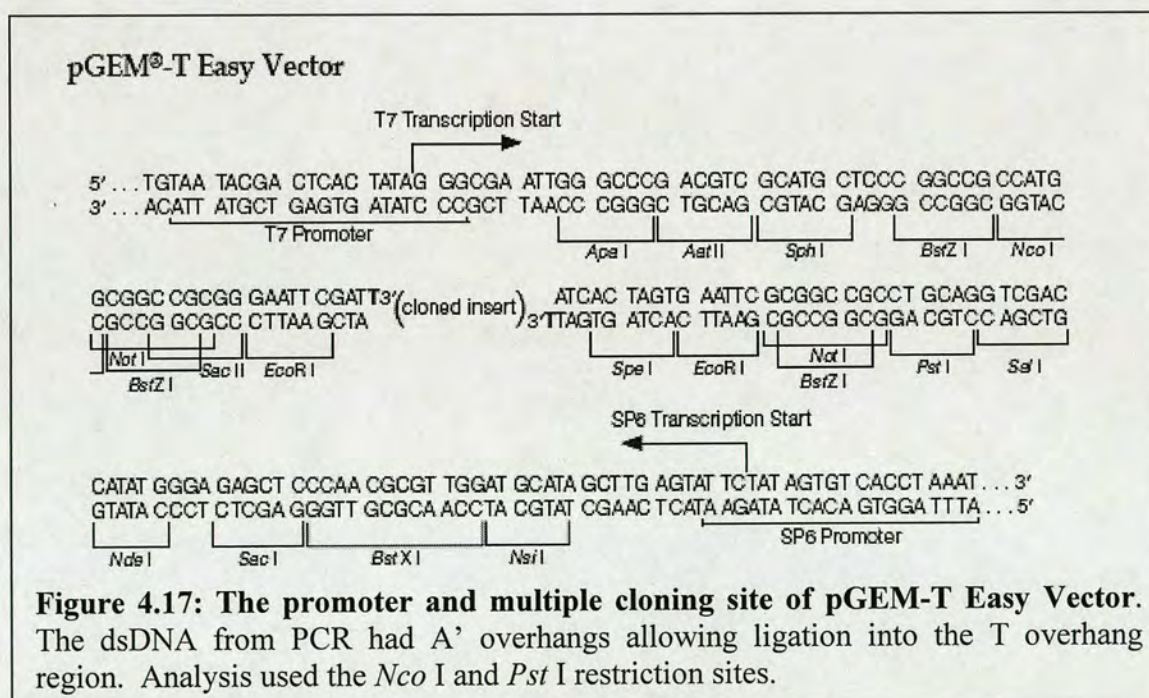 pGEM®-T Easy Vector
T7 Transcription Start
5′ ...TGTAA TACGA CTCAC TATAG GGCGA ATTGG GCCCG ACGTC GCATG CTCCC GGCCG CCATG
3′ ...ACATT ATGCT GAGTG ATATC CCGCT TAACC CGGGC TGCAG CGTAC GAGGG CCGGC GGTAC
T7 Promoter
Apa I Aat II Sph I BstZ I Nco I
GCGGC CGCGG GAATT CGATT3′ (cloned insert) ATCAC TAGTG AATTC GCGGC CGCCT GCAGG TCGAC
CGCCG GCGCC CTTAA GCTA 3′TTAGTG ATCAC TTAAG CGCCG GCGGA CGTCC AGCTG
Not I Sac II EcoR I Spe I EcoR I Not I Pst I Sal I
BstZ I BstZ I
SP6 Transcription Start
CATAT GGGA GAGCT CCCAA CGCGT TGGAT GCATA GCTTG AGTAT TCTAT AGTGT CACCT AAAT...3′
GTATA CCCT CTCGAG GGTT GCGCA ACCTA CGTAT CGAACTCATA AGATA TCACA GTGGA TTTA...5′
Nde I Sac I BstX I Nsi I SP6 Promoter
Figure 4.17: The promoter and multiple cloning site of pGEM-T Easy Vector.
The dsDNA from PCR had A’ overhangs allowing ligation into the T overhang
region. Analysis used the Nco I and Pst I restriction sites.